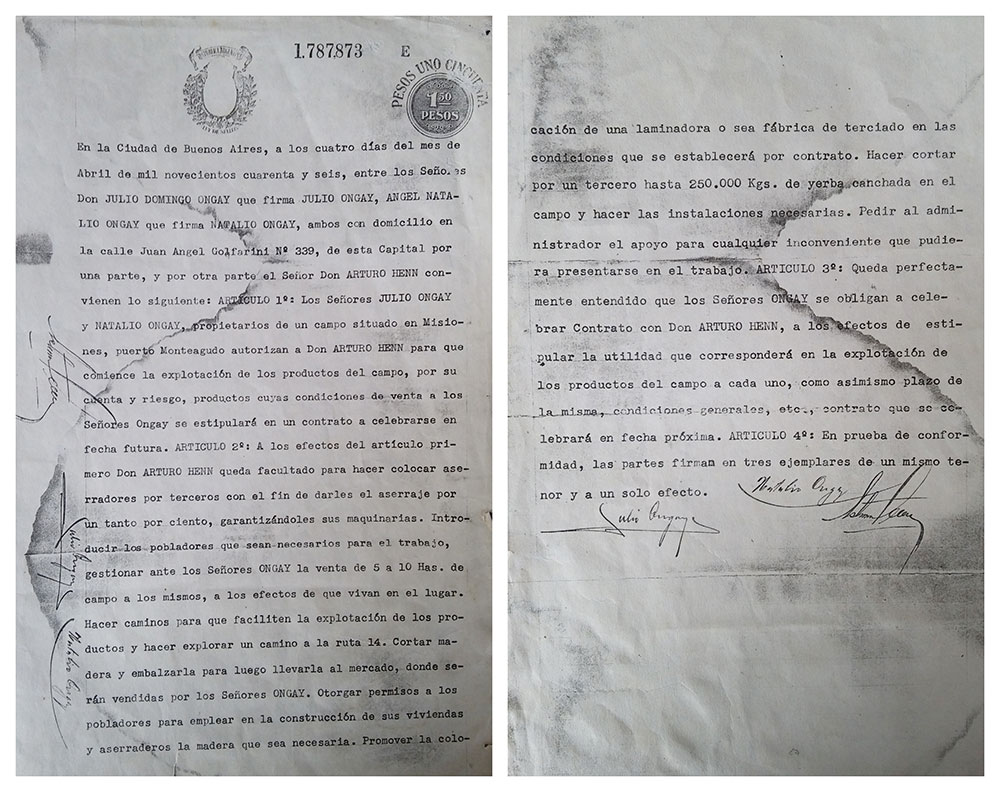 1.787.873 E
PESOS UNO CINCUENTA
1 50
PESOS
En la Ciudad de Buenos Aires, a los cuatro días del mes de
Abril de mil novecientos cuarenta y seis, entre los Señores
Don JULIO DOMINGO ONGAY que firma JULIO ONGAY, ANGEL NATA-
LIO ONGAY que firma NATALIO ONGAY, ambos con domicilio en
la calle Juan Angel Golfarini Nº 339, de esta Capital por
una parte, y por otra parte el Señor Don ARTURO HENN con-
vienen lo siguiente: ARTICULO 1º: Los Señores JULIO ONGAY
y NATALIO ONGAY, propietarios de un campo situado en Misio-
nes, puerto Monteagudo autorizan a Don ARTURO HENN para que
comience la explotación de los productos del campo, por su
cuenta y riesgo, productos cuyas condiciones de venta a los
Señores Ongay se estipulará en un contrato a celebrarse en
fecha futura. ARTICULO 2º: A los efectos del artículo pri-
mero Don ARTURO HENN queda facultado para hacer colocar ase-
rradores por terceros con el fin de darles el aserraje por
un tanto por ciento, garantizándoles sus maquinarias. Intro-
ducir los pobladores que sean necesarios para el trabajo,
gestionar ante los Señores ONGAY la venta de 5 a 10 Has. de
campo a los mismos, a los efectos de que vivan en el lugar.
Hacer caminos para que faciliten la explotación de los pro-
ductos y hacer explorar un camino a la ruta 14. Cortar ma-
dera y embalzarla para luego llevarla al mercado, donde se-
rán vendidas por los Señores ONGAY. Otorgar permisos a los
pobladores para emplear en la construcción de sus viviendas
y aserraderos la madera que sea necesaria. Promover la colo-
Julio Ongay
Natalio Ongay
cación de una laminadora o sea fábrica de terciado en las
condiciones que se establecerá por contrato. Hacer cortar
por un tercero hasta 250.000 Kgs. de yerba canchada en el
campo y hacer las instalaciones necesarias. Pedir al admi-
nistrador el apoyo para cualquier inconveniente que pudie-
ra presentarse en el trabajo. ARTICULO 3º: Queda perfecta-
mente entendido que los Señores ONGAY se obligan a cele-
brar Contrato con Don ARTURO HENN, a los efectos de esti-
pular la utilidad que corresponderá en la explotación de
los productos del campo a cada uno, como asimismo plazo de
la misma, condiciones generales, etc., contrato que se ce-
lebrará en fecha próxima. ARTICULO 4º: En prueba de confor-
midad, las partes firman en tres ejemplares de un mismo te-
nor y a un solo efecto.
Natalio Ongay
Julio Ongay